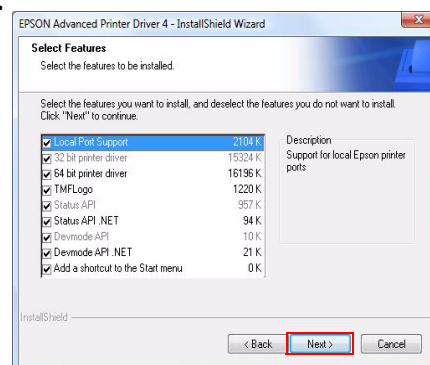 EPSON Advanced Printer Driver 4 - InstallShield Wizard
Select Features
Select the features to be installed.
Select the features you want to install, and deselect the features you do not want to install.
Click "Next" to continue.
Local Port Support 2104 K
32 bit printer driver 15324 K
64 bit printer driver 16196 K
TMFLogo 1220 K
Status API 957 K
Status API .NET 94 K
Devmode API 10 K
Devmode API .NET 21 K
Add a shortcut to the Start menu 0 K
Description
Support for local Epson printer
ports
InstallShield
< Back Next > Cancel